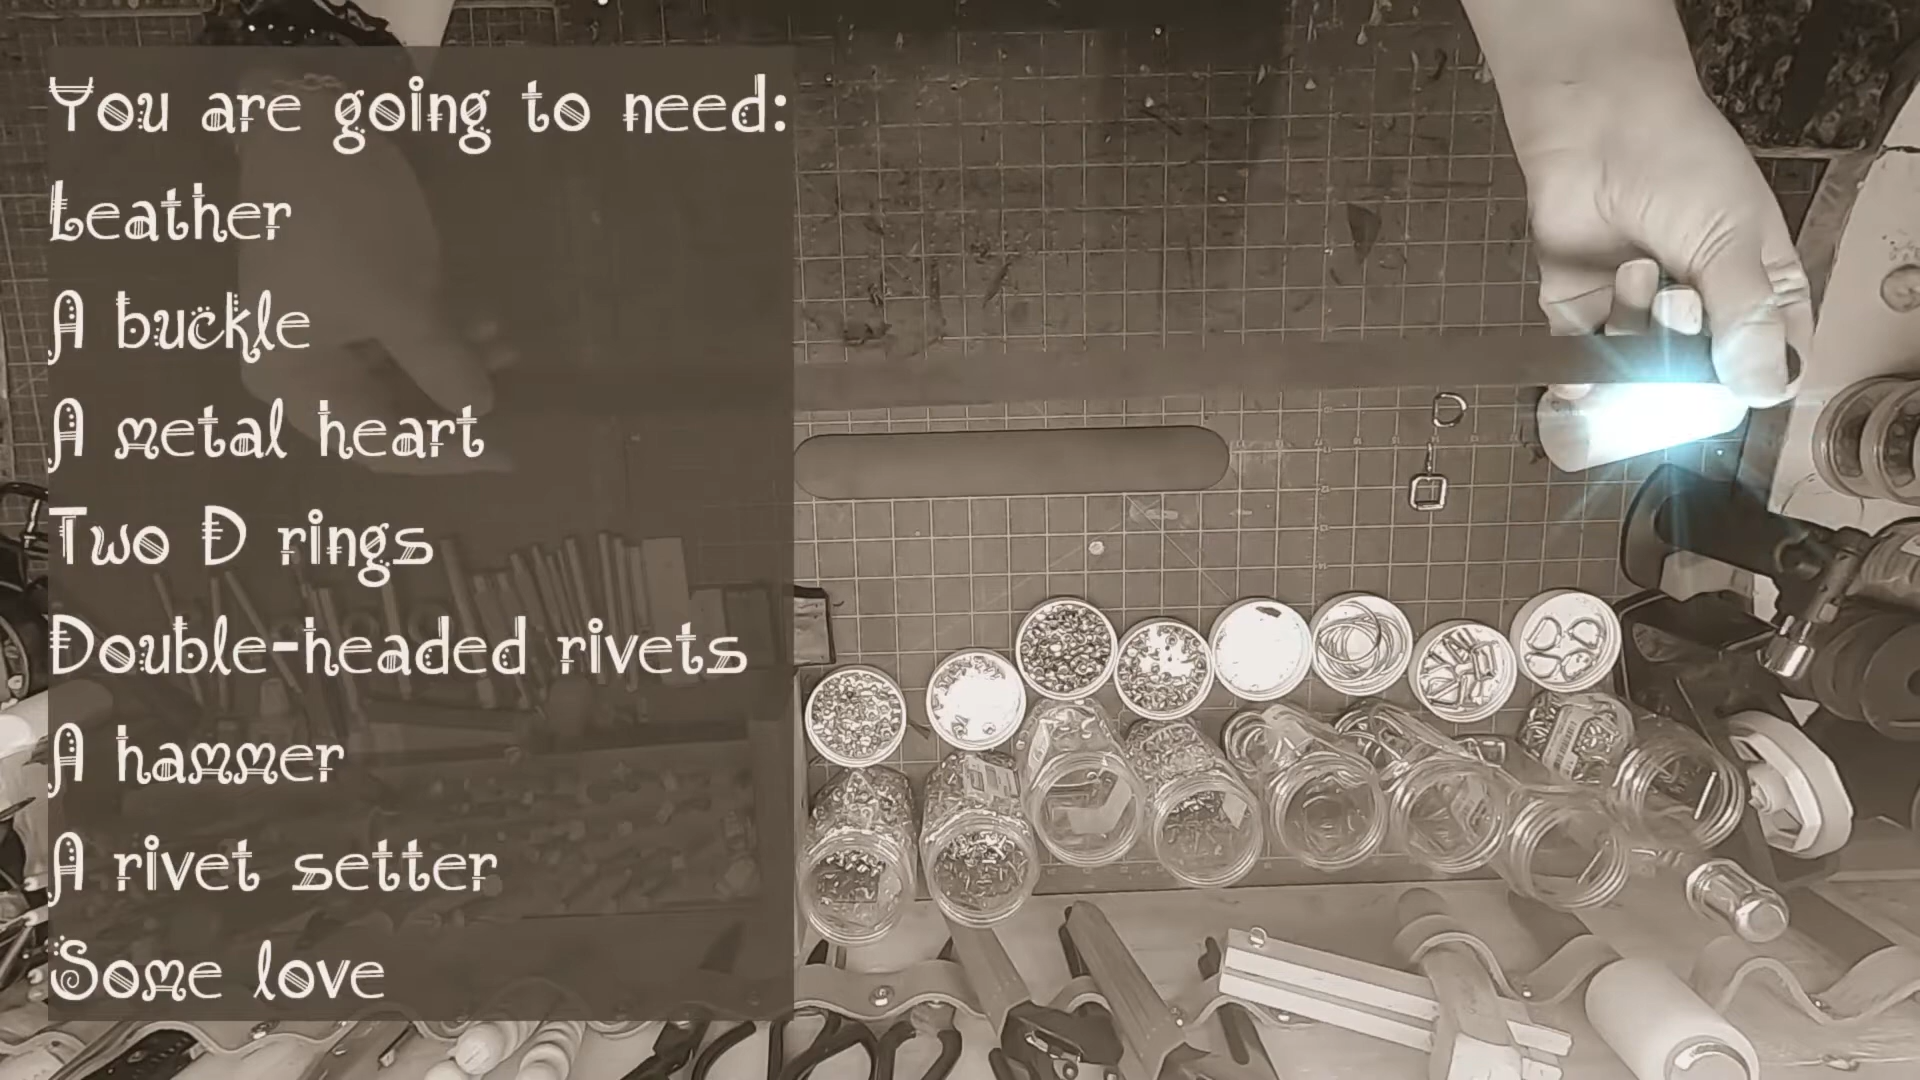 You are going to need:
Leather
A buckle
A metal heart
Two D rings
Double-headed rivets
A hammer
A rivet setter
Some love